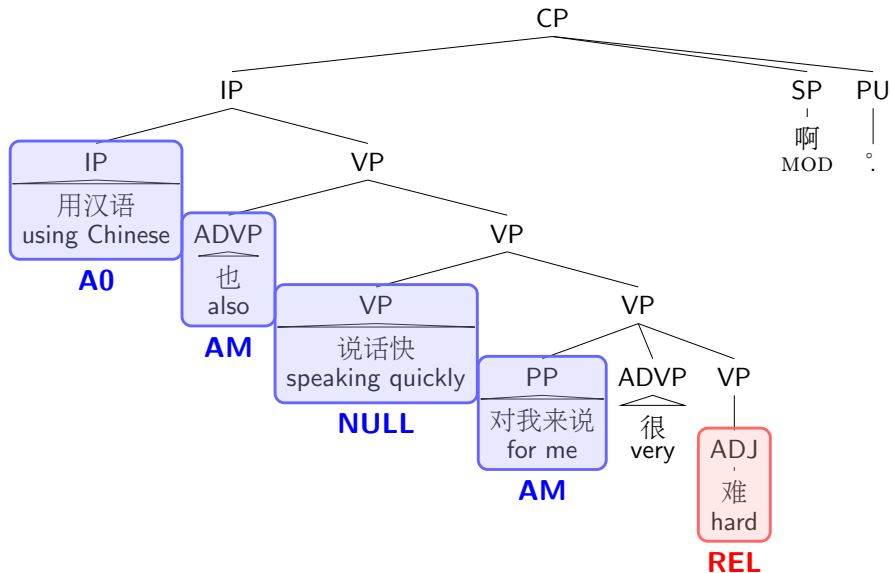 CP
IP SP PU
啊 。
MOD .
IP VP
用汉语
using Chinese
A0
ADVP VP
也
also
AM
VP VP
说话快
speaking quickly
NULL
PP ADVP VP
对我来说 很
for me very
AM
ADJ
难
hard
REL